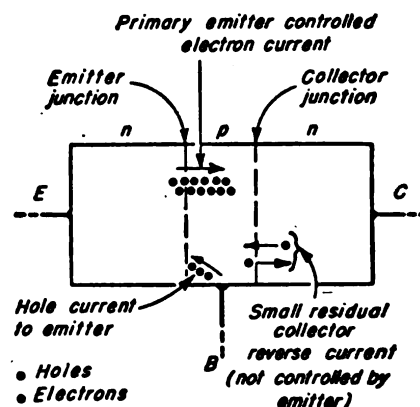 Primary emitter controlled
electron current
Emitter
junction
Collector
junction
n p n
E
C
Hole current
to emitter
Small residual
collector
reverse current
(not controlled by
emitter)
B
• Holes
• Electrons